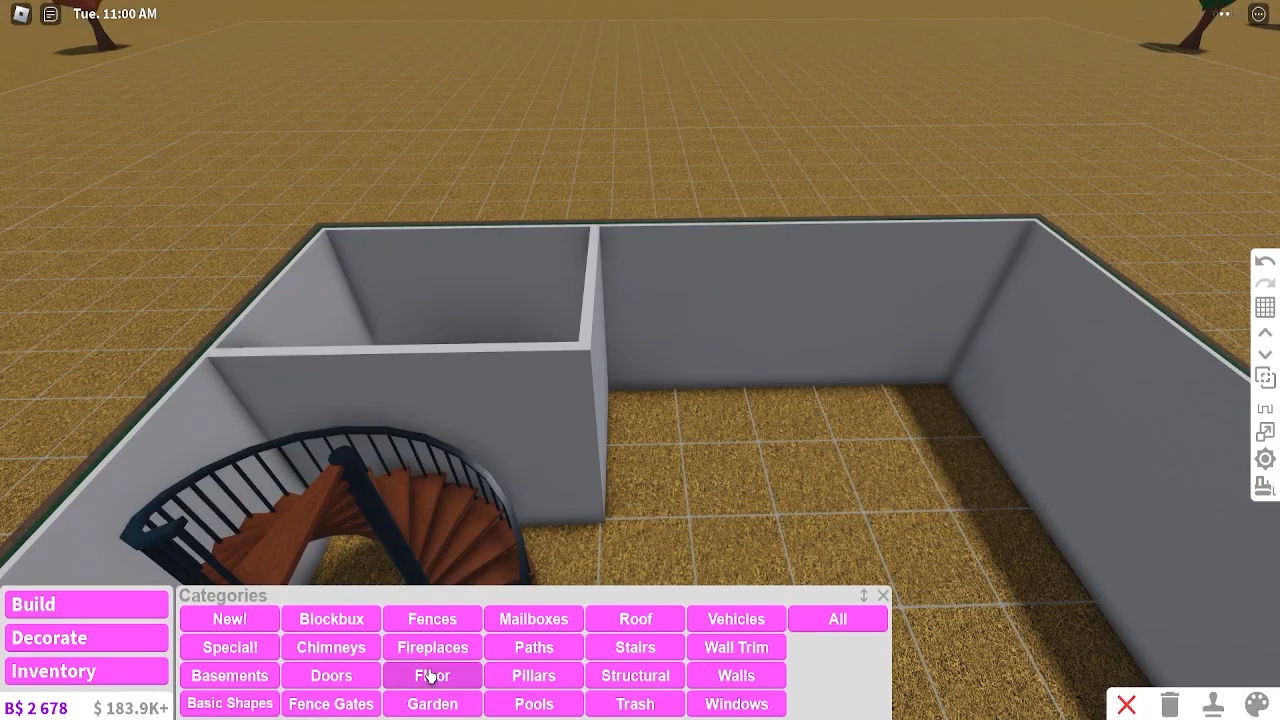 Tue. 11:00 AM
Build
Decorate
Inventory
B$ 2 678 $ 183.9K+
Categories
New! Blockbux Fences Mailboxes Roof Vehicles All
Special! Chimneys Fireplaces Paths Stairs Wall Trim
Basements Doors Floor Pillars Structural Walls
Basic Shapes Fence Gates Garden Pools Trash Windows